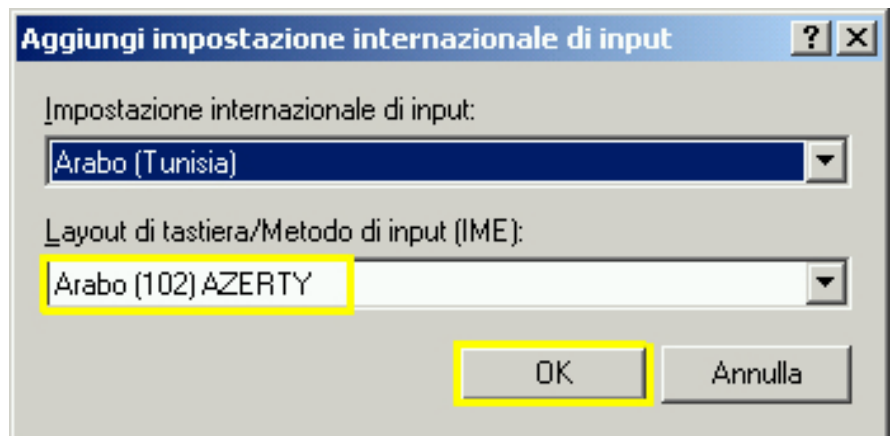 Aggiungi impostazione internazionale di input
Impostazione internazionale di input:
Arabo (Tunisia)
Layout di tastiera/Metodo di input (IME):
Arabo (102) AZERTY
OK Annulla